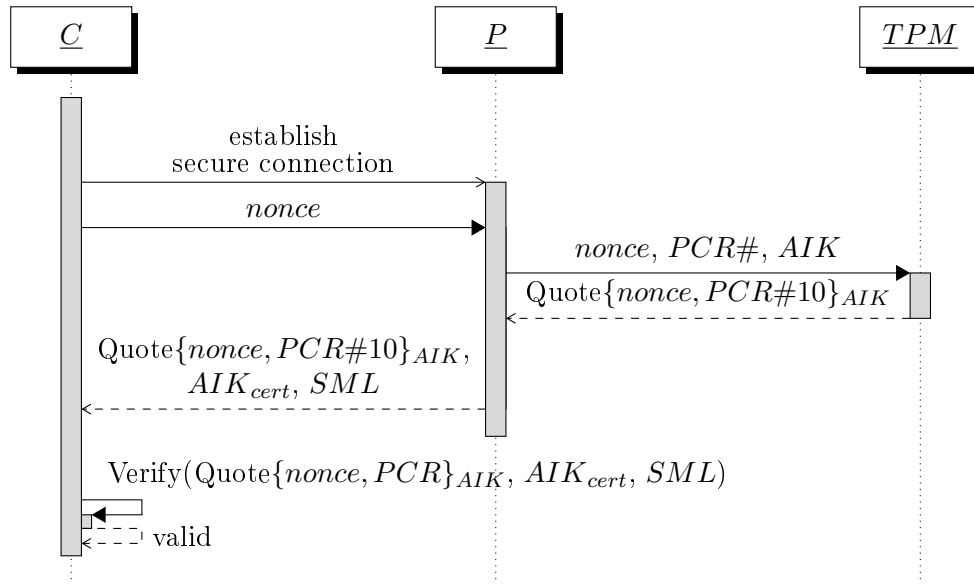 C P TPM
establish
secure connection
nonce
nonce, PCR#, AIK
Quote{nonce, PCR#10}AIK
Quote{nonce, PCR#10}AIK,
AIKcert, SML
Verify(Quote{nonce, PCR}AIK, AIKcert, SML)
valid